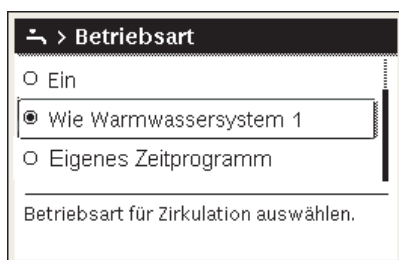 > Betriebsart
Ein
Wie Warmwassersystem 1
Eigenes Zeitprogramm
Betriebsart für Zirkulation auswählen.